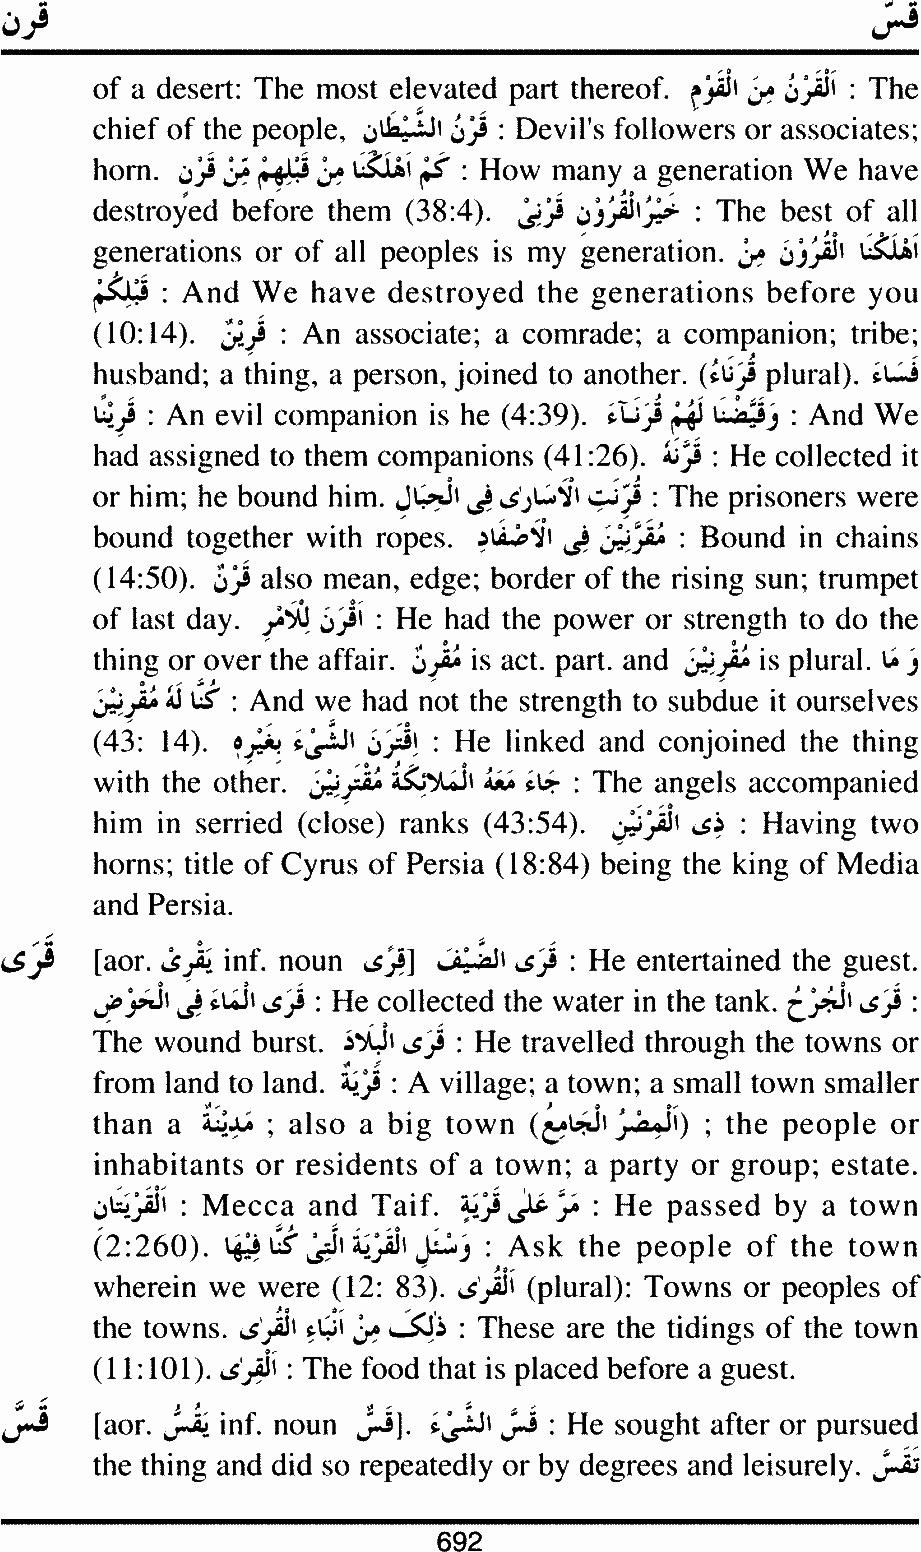 قرن قسّ
of a desert: The most elevated part thereof. اَلْقَرْنُ مِنَ الْقَوْمِ : The
chief of the people, قَرْنُ الشَّيْطَانِ : Devil's followers or associates;
horn. كَمْ اَهْلَكْنَا مِنْ قَبْلِهِمْ مِّنْ قَرْنٍ : How many a generation We have
destroyed before them (38:4). خَيْرُالْقُرُوْنِ قَرْنِىْ : The best of all
generations or of all peoples is my generation. اَهْلَكْنَا الْقُرُوْنَ مِنْ
قَبْلِكُمْ : And We have destroyed the generations before you
(10:14). قَرِيْنٌ : An associate; a comrade; a companion; tribe;
husband; a thing, a person, joined to another. (قُرَنَاءُ plural). فَسَاءَ
قَرِيْنًا : An evil companion is he (4:39). وَقَيَّضْنَا لَهُمْ قُرَنَآءَ : And We
had assigned to them companions (41:26). قَرَّنَهُ : He collected it
or him; he bound him. قُرِّنَتِ الْاُسَارٰى فِى الْحِبَالِ : The prisoners were
bound together with ropes. مُقَرَّنِيْنَ فِى الْاَصْفَادِ : Bound in chains
(14:50). قَرْنٌ also mean, edge; border of the rising sun; trumpet
of last day. اَقْرَنَ لِلْاَمْرِ : He had the power or strength to do the
thing or over the affair. مُقْرِنٌ is act. part. and مُقْرِنِيْنَ is plural. وَ مَا
كُنَّا لَهُ مُقْرِنِيْنَ : And we had not the strength to subdue it ourselves
(43: 14). اِقْتَرَنَ الشَّىْءَ بِغَيْرِهِ : He linked and conjoined the thing
with the other. جَاءَ مَعَهُ الْمَلَائِكَةُ مُقْتَرِنِيْنَ : The angels accompanied
him in serried (close) ranks (43:54). ذِى الْقَرْنَيْنِ : Having two
horns; title of Cyrus of Persia (18:84) being the king of Media
and Persia.
قَرَى [aor. يَقْرِىْ inf. noun قِرًى] قَرَى الضَّيْفَ : He entertained the guest.
قَرَى الْمَاءَ فِى الْحَوْضِ : He collected the water in the tank. قَرَى الْجُرْحُ :
The wound burst. قَرَى الْبِلَادَ : He travelled through the towns or
from land to land. قَرْيَةٌ : A village; a town; a small town smaller
than a مَدِيْنَةٌ ; also a big town (اَلْمِصْرُ الْجَامِعُ) ; the people or
inhabitants or residents of a town; a party or group; estate.
اَلْقَرْيَتَانِ : Mecca and Taif. مَرَّ عَلٰى قَرْيَةٍ : He passed by a town
(2:260). وَسْئَلِ الْقَرْيَةَ الَّتِىْ كُنَّا فِيْهَا : Ask the people of the town
wherein we were (12: 83). اَلْقُرٰى (plural): Towns or peoples of
the towns. ذٰلِكَ مِنْ اَنْبَاءِ الْقُرٰى : These are the tidings of the town
(11:101). اَلْقِرٰى : The food that is placed before a guest.
قَسَّ [aor. يَقُسُّ inf. noun قَسٌّ]. قَسَّ الشَّىْءَ : He sought after or pursued
the thing and did so repeatedly or by degrees and leisurely. تَقَسَّ
692